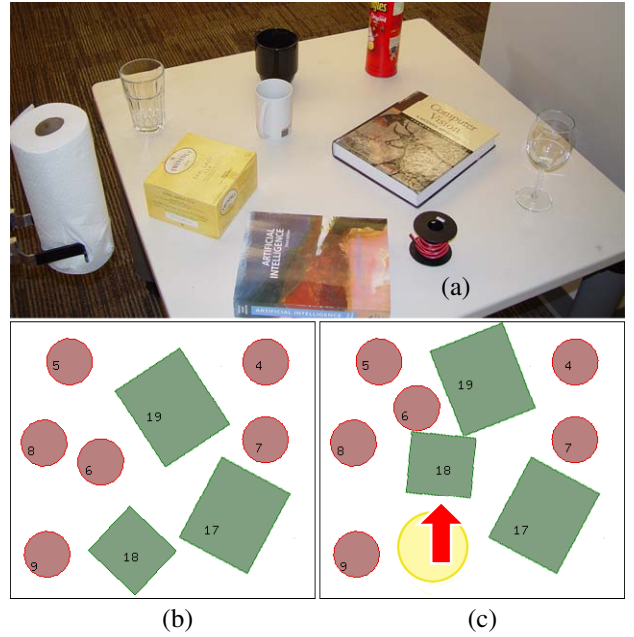 Computer
Vision
ARTIFICIAL
INTELLIGENCE
ARTIFICIAL INTELLIGENCE
(a)
5
4
19
8
7
6
17
18
9
(b)
5
4
19
6
8
7
18
17
9
(c)